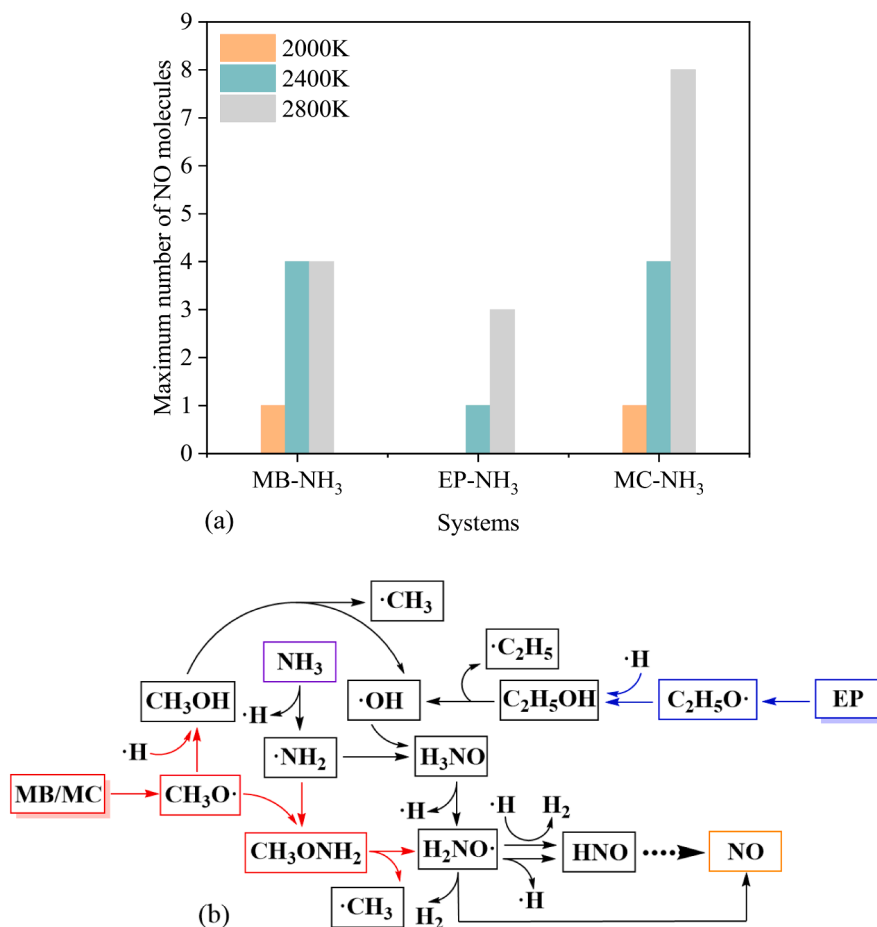 9
8
7
6
5
4
3
2
1
0
Maximum number of NO molecules
2000K
2400K
2800K
MB-NH₃
EP-NH₃
MC-NH₃
(a)
Systems
·CH₃
·C₂H₅
NH₃
·H
CH₃OH
·OH
C₂H₅OH
C₂H₅O·
EP
·H
·H
·NH₂
H₃NO
MB/MC
CH₃O·
·H
·H
H₂
CH₃ONH₂
H₂NO·
HNO
NO
·CH₃
H₂
·H
(b)